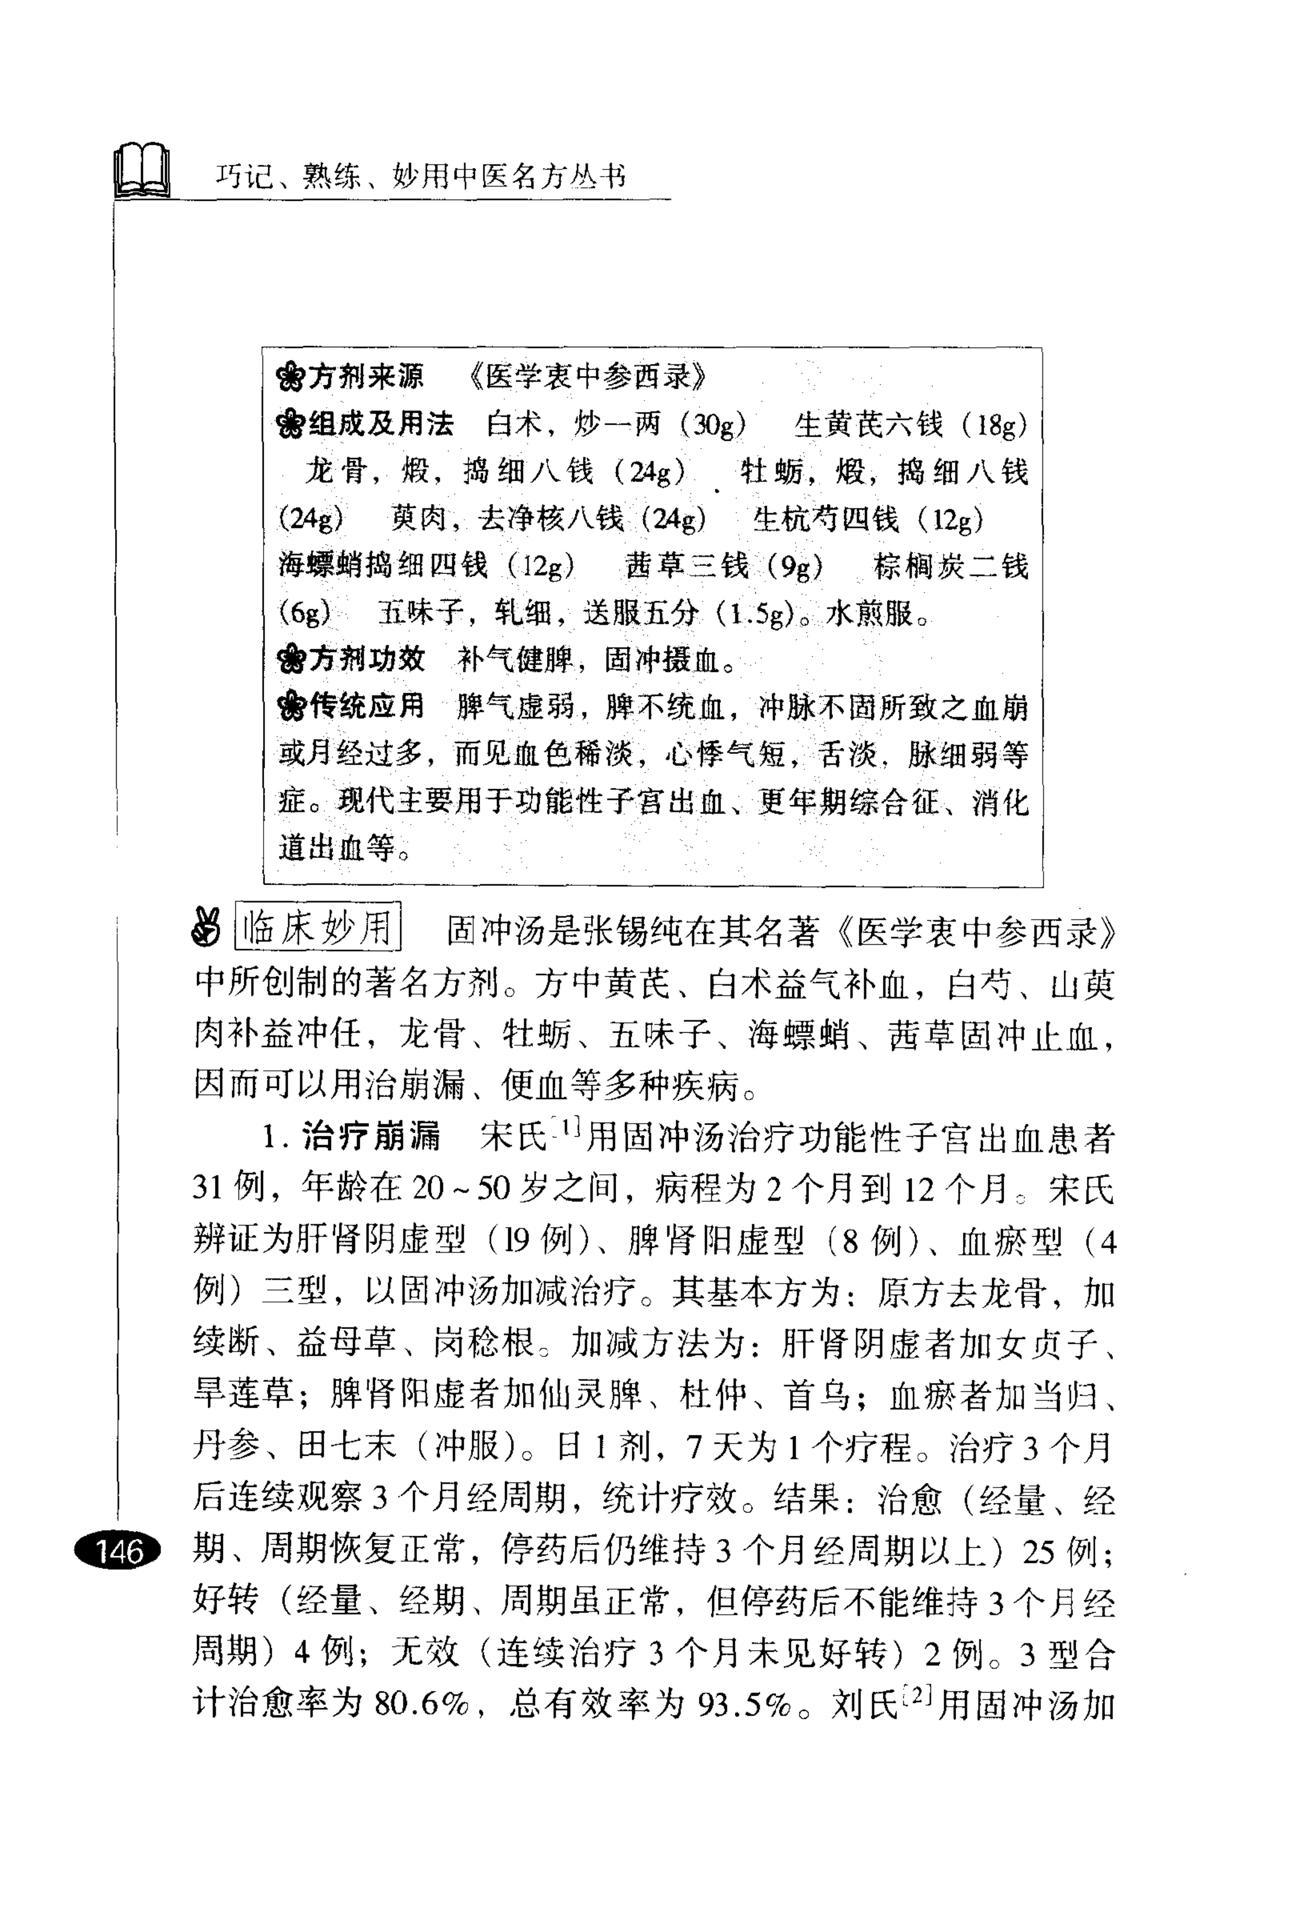 巧记、熟练、妙用中医名方丛书
方剂来源 《医学衷中参西录》
组成及用法 白术，炒一两（30g） 生黄芪六钱（18g）
龙骨，煅，捣细八钱（24g） 牡蛎，煅，捣细八钱
（24g） 萸肉，去净核八钱（24g） 生杭芍四钱（12g）
海螵蛸捣细四钱（12g） 茜草三钱（9g） 棕榈炭二钱
（6g） 五味子，轧细，送服五分（1.5g）。水煎服。
方剂功效 补气健脾，固冲摄血。
传统应用 脾气虚弱，脾不统血，冲脉不固所致之血崩
或月经过多，而见血色稀淡，心悸气短，舌淡，脉细弱等
症。现代主要用于功能性子宫出血、更年期综合征、消化
道出血等。
临床妙用 固冲汤是张锡纯在其名著《医学衷中参西录》
中所创制的著名方剂。方中黄芪、白术益气补血，白芍、山萸
肉补益冲任，龙骨、牡蛎、五味子、海螵蛸、茜草固冲止血，
因而可以用治崩漏、便血等多种疾病。
1. 治疗崩漏 宋氏[1]用固冲汤治疗功能性子宫出血患者
31 例，年龄在 20～50 岁之间，病程为 2 个月到 12 个月。宋氏
辨证为肝肾阴虚型（19 例）、脾肾阳虚型（8 例）、血瘀型（4
例）三型，以固冲汤加减治疗。其基本方为：原方去龙骨，加
续断、益母草、岗稔根。加减方法为：肝肾阴虚者加女贞子、
旱莲草；脾肾阳虚者加仙灵脾、杜仲、首乌；血瘀者加当归、
丹参、田七末（冲服）。日 1 剂，7 天为 1 个疗程。治疗 3 个月
后连续观察 3 个月经周期，统计疗效。结果：治愈（经量、经
期、周期恢复正常，停药后仍维持 3 个月经周期以上）25 例；
好转（经量、经期、周期虽正常，但停药后不能维持 3 个月经
周期）4 例；无效（连续治疗 3 个月未见好转）2 例。3 型合
计治愈率为 80.6%，总有效率为 93.5%。刘氏[2]用固冲汤加
146